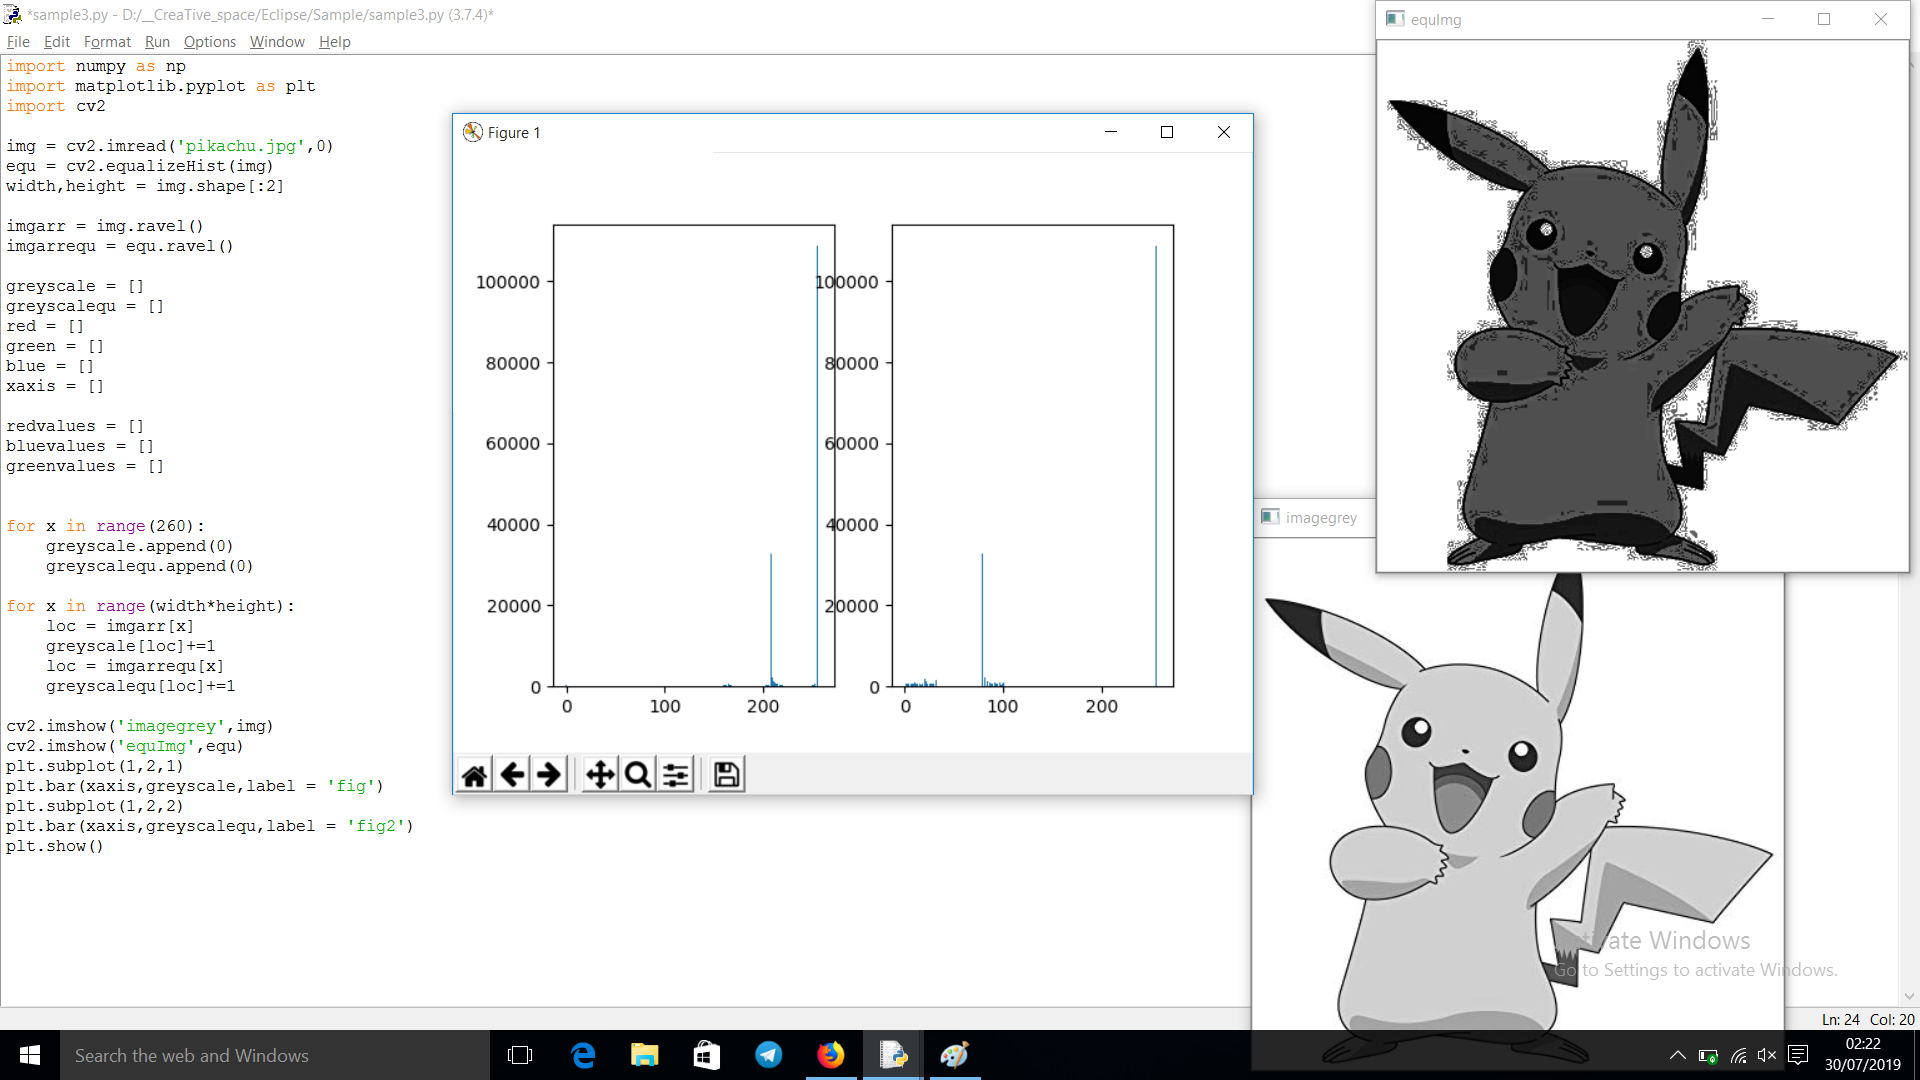 *sample3.py - D:/__CreaTive_space/Eclipse/Sample/sample3.py (3.7.4)*
File Edit Format Run Options Window Help
import numpy as np
import matplotlib.pyplot as plt
import cv2
img = cv2.imread('pikachu.jpg',0)
equ = cv2.equalizeHist(img)
width,height = img.shape[:2]
imgarr = img.ravel()
imgarrequ = equ.ravel()
greyscale = []
greyscalequ = []
red = []
green = []
blue = []
xaxis = []
redvalues = []
bluevalues = []
greenvalues = []
for x in range(260):
    greyscale.append(0)
    greyscalequ.append(0)
for x in range(width*height):
    loc = imgarr[x]
    greyscale[loc]+=1
    loc = imgarrequ[x]
    greyscalequ[loc]+=1
cv2.imshow('imagegrey',img)
cv2.imshow('equImg',equ)
plt.subplot(1,2,1)
plt.bar(xaxis,greyscale,label = 'fig')
plt.subplot(1,2,2)
plt.bar(xaxis,greyscalequ,label = 'fig2')
plt.show()
Figure 1
100000
80000
60000
40000
20000
0
0 100 200
100000
80000
60000
40000
20000
0
0 100 200
equImg
imagegrey
Activate Windows
Go to Settings to activate Windows.
Ln: 24 Col: 20
Search the web and Windows
02:22
30/07/2019